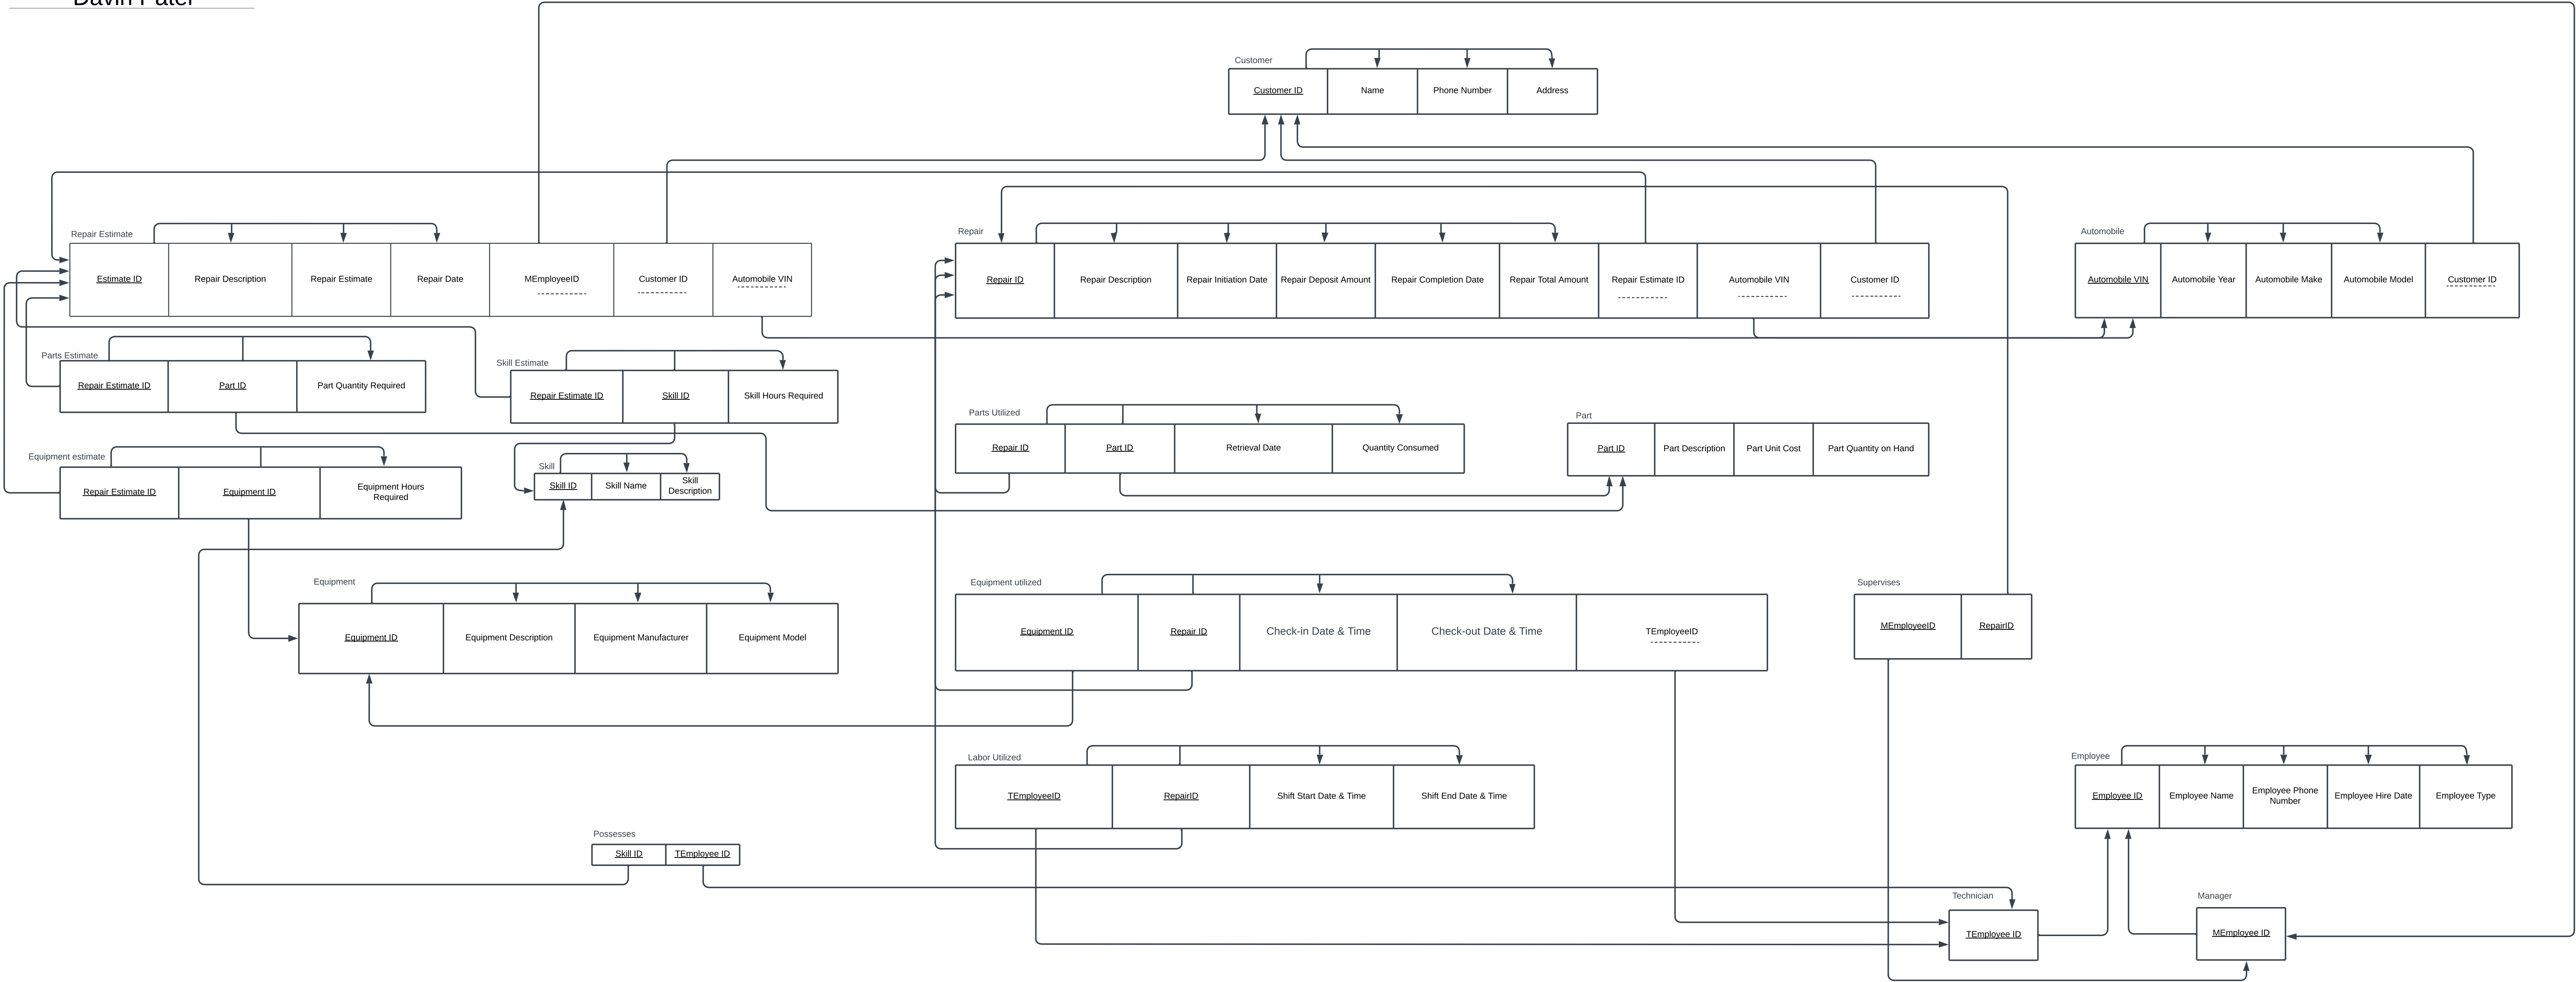 Customer
Customer ID
Name
Phone Number
Address
Repair Estimate
Estimate ID
Repair Description
Repair Estimate
Repair Date
MEmployeeID
Customer ID
Automobile VIN
Repair
Repair ID
Repair Description
Repair Initiation Date
Repair Deposit Amount
Repair Completion Date
Repair Total Amount
Repair Estimate ID
Automobile VIN
Customer ID
Automobile
Automobile VIN
Automobile Year
Automobile Make
Automobile Model
Customer ID
Parts Estimate
Repair Estimate ID
Part ID
Part Quantity Required
Skill Estimate
Repair Estimate ID
Skill ID
Skill Hours Required
Parts Utilized
Repair ID
Part ID
Retrieval Date
Quantity Consumed
Part
Part ID
Part Description
Part Unit Cost
Part Quantity on Hand
Equipment estimate
Repair Estimate ID
Equipment ID
Equipment Hours
Required
Skill
Skill ID
Skill Name
Skill
Description
Equipment
Equipment ID
Equipment Description
Equipment Manufacturer
Equipment Model
Equipment utilized
Equipment ID
Repair ID
Check-in Date & Time
Check-out Date & Time
TEmployeeID
Supervises
MEmployeeID
RepairID
Labor Utilized
TEmployeeID
RepairID
Shift Start Date & Time
Shift End Date & Time
Employee
Employee ID
Employee Name
Employee Phone
Number
Employee Hire Date
Employee Type
Possesses
Skill ID
TEmployee ID
Technician
TEmployee ID
Manager
MEmployee ID